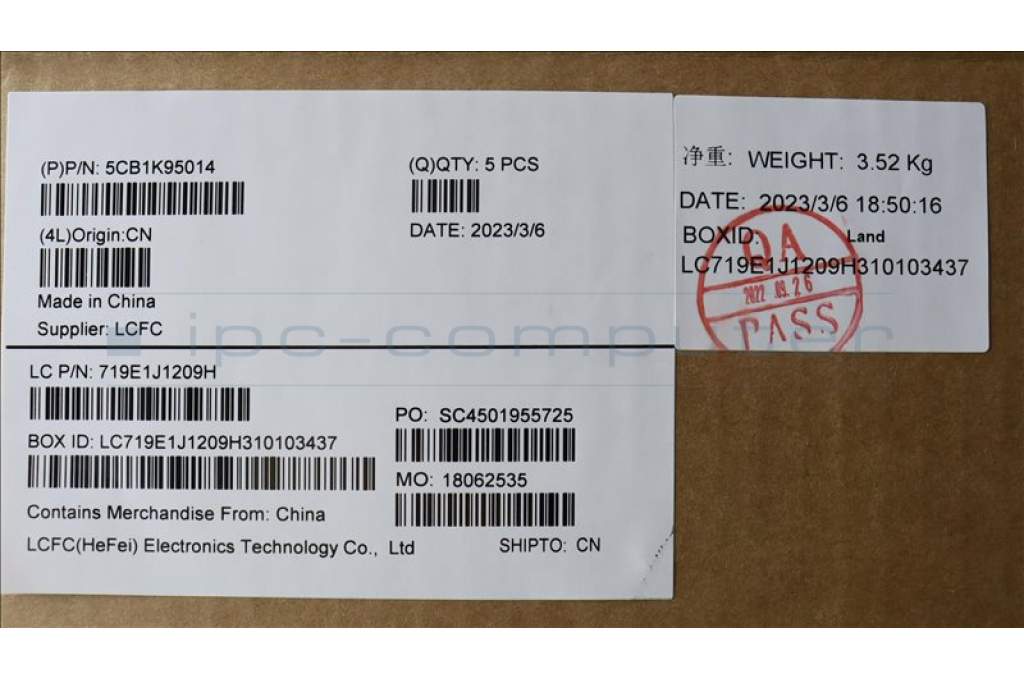 (P)P/N: 5CB1K95014
(Q)QTY: 5 PCS
(4L)Origin:CN
DATE: 2023/3/6
Made in China
Supplier: LCFC
LC P/N: 719E1J1209H
PO: SC4501955725
BOX ID: LC719E1J1209H310103437
MO: 18062535
Contains Merchandise From: China
LCFC(HeFei) Electronics Technology Co., Ltd
SHIPTO: CN
净重: WEIGHT: 3.52 Kg
DATE: 2023/3/6 18:50:16
BOXID: Land
LC719E1J1209H310103437
QA
2022.09.26
PASS
ipc-computer